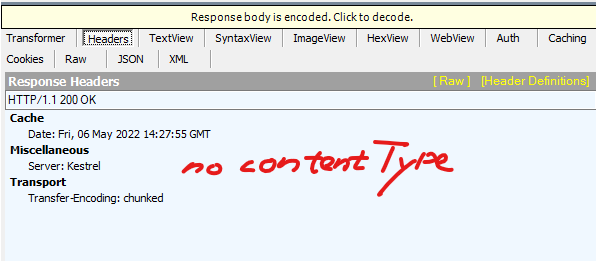 Response body is encoded. Click to decode.
Transformer Headers TextView SyntaxView ImageView HexView WebView Auth Caching
Cookies Raw JSON XML
Response Headers [ Raw ] [Header Definitions]
HTTP/1.1 200 OK
Cache
Date: Fri, 06 May 2022 14:27:55 GMT
Miscellaneous
Server: Kestrel
no content Type
Transport
Transfer-Encoding: chunked